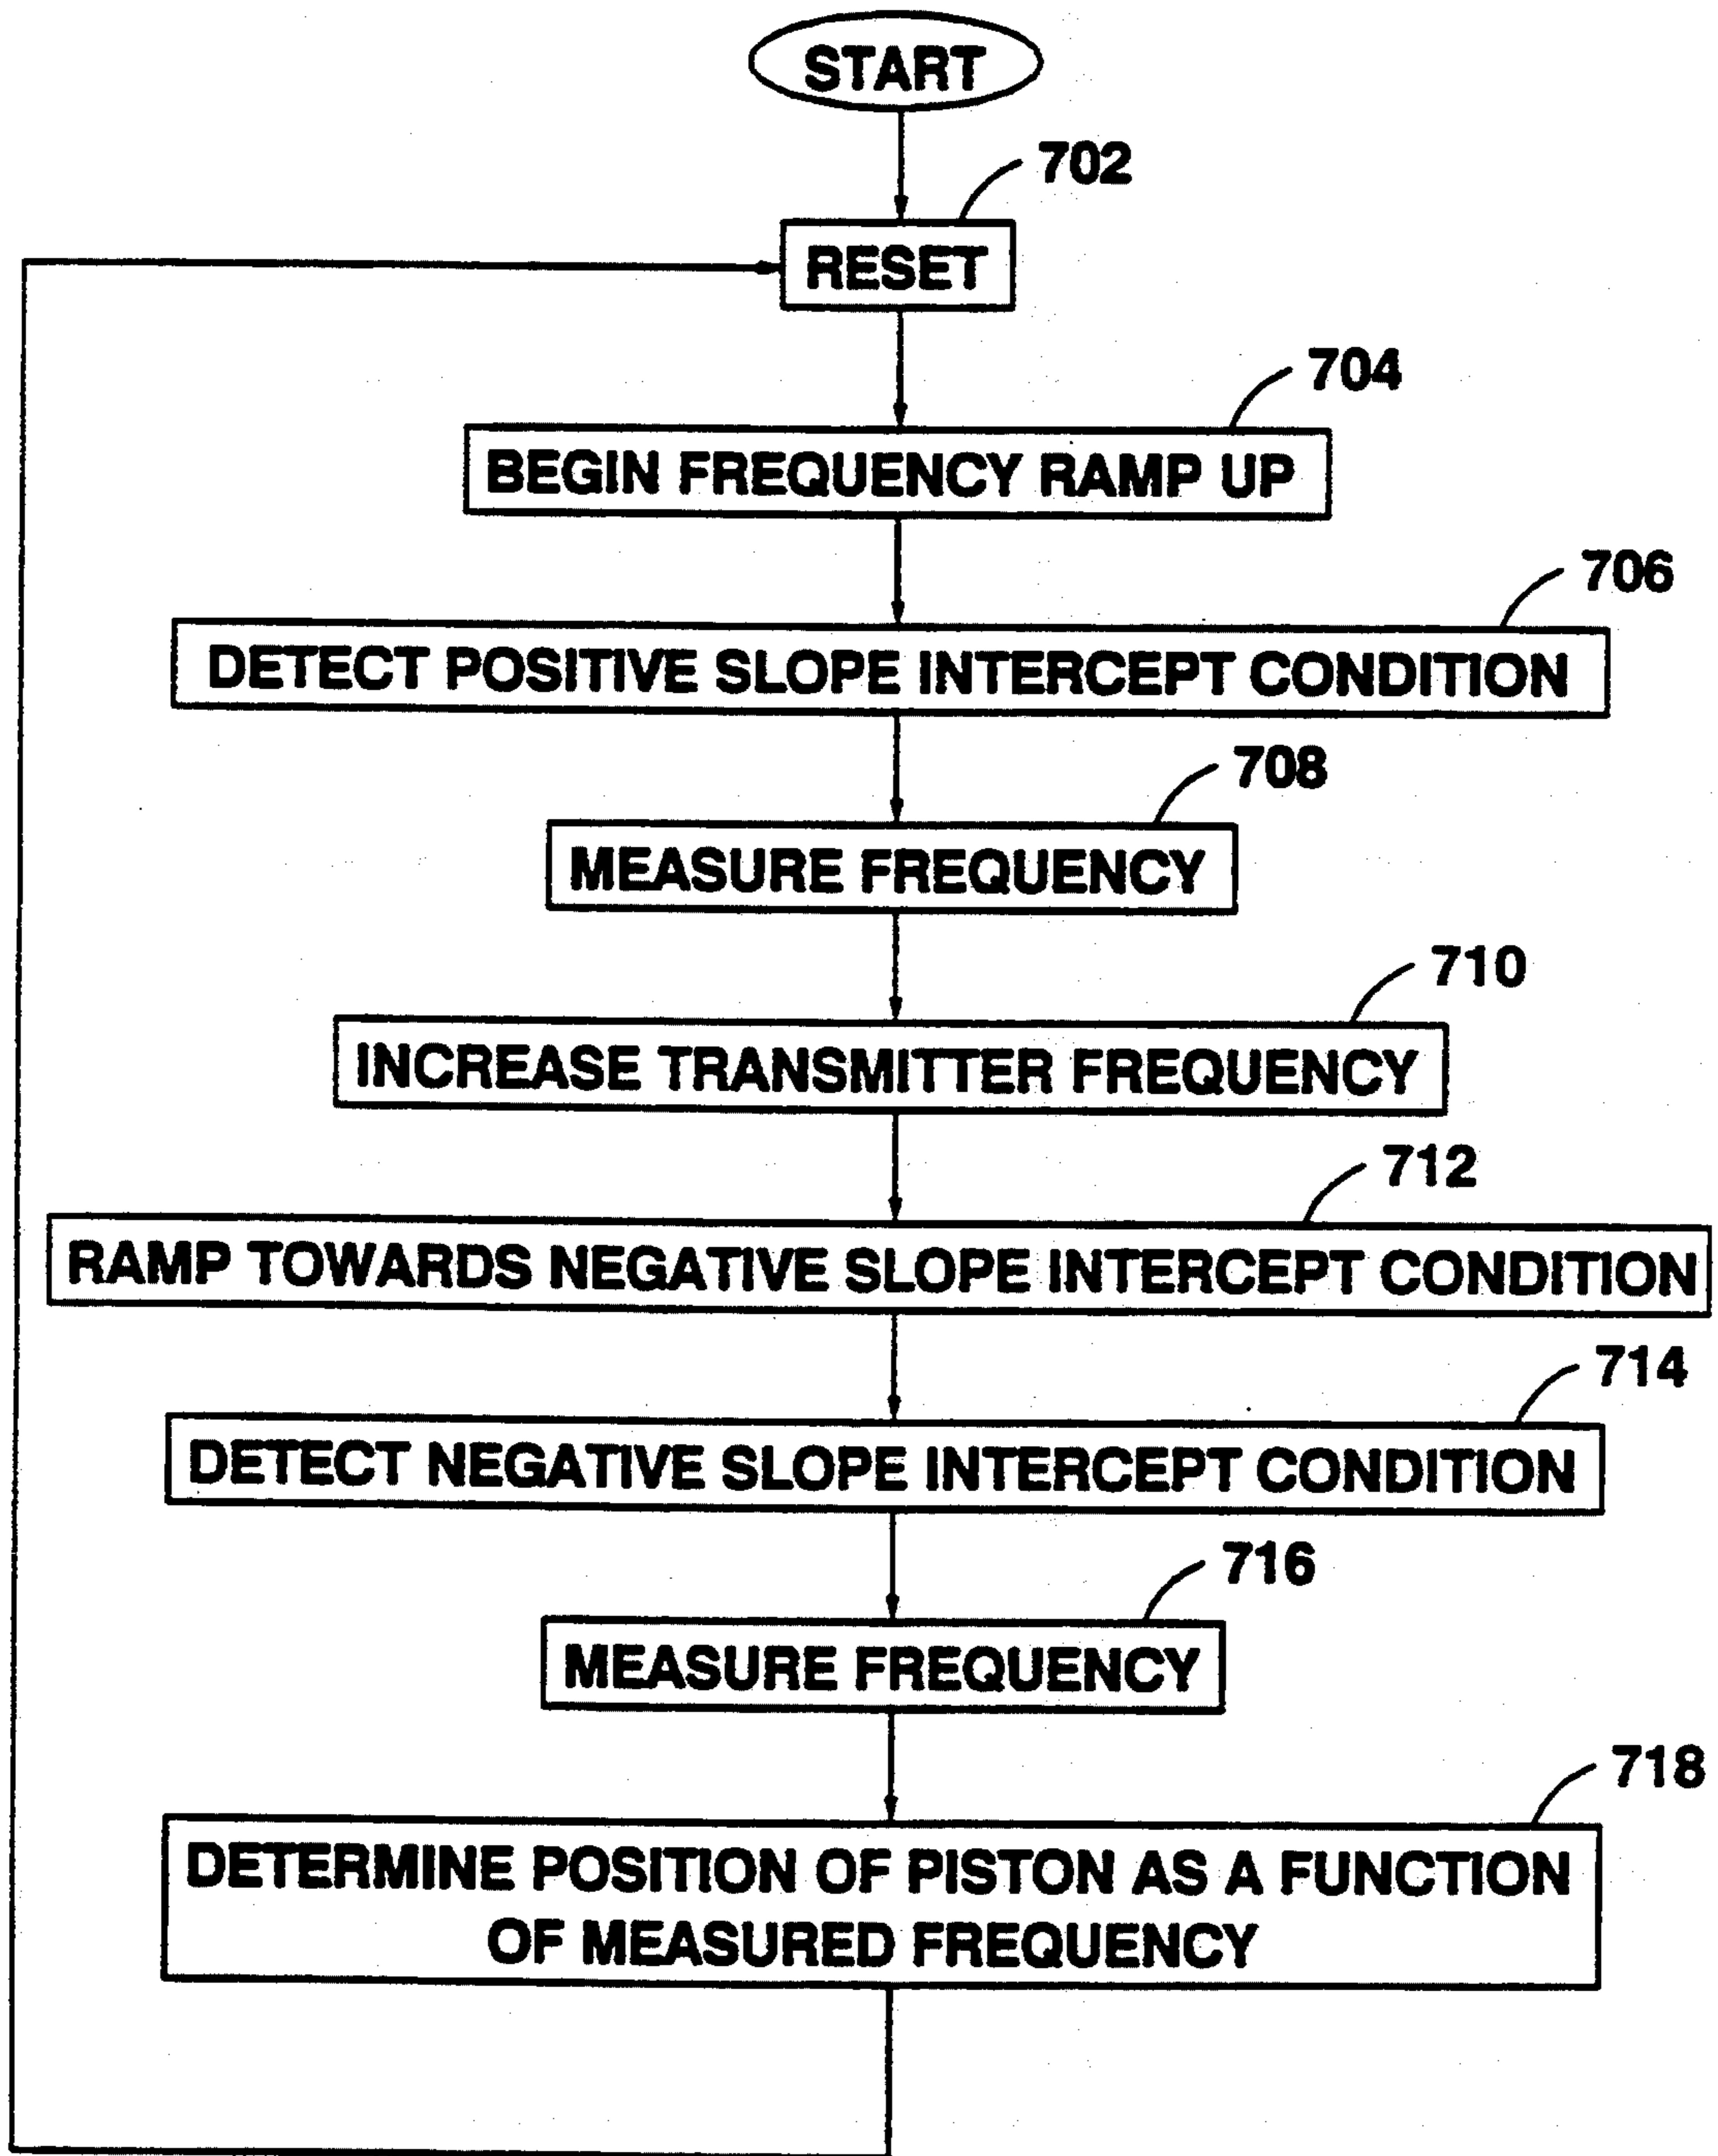 START
702
RESET
704
BEGIN FREQUENCY RAMP UP
706
DETECT POSITIVE SLOPE INTERCEPT CONDITION
708
MEASURE FREQUENCY
710
INCREASE TRANSMITTER FREQUENCY
712
RAMP TOWARDS NEGATIVE SLOPE INTERCEPT CONDITION
714
DETECT NEGATIVE SLOPE INTERCEPT CONDITION
716
MEASURE FREQUENCY
718
DETERMINE POSITION OF PISTON AS A FUNCTION
OF MEASURED FREQUENCY